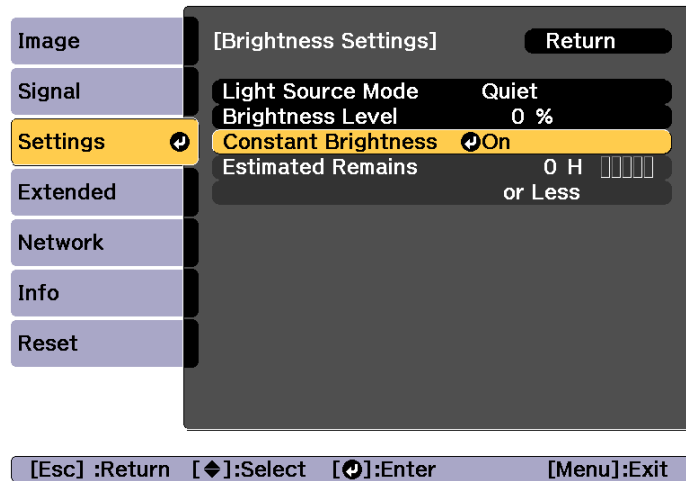 Image
Signal
Settings
Extended
Network
Info
Reset
[Brightness Settings] Return
Light Source Mode Quiet
Brightness Level 0 %
Constant Brightness On
Estimated Remains 0 H
or Less
[Esc] :Return [◆]:Select [↵]:Enter [Menu]:Exit